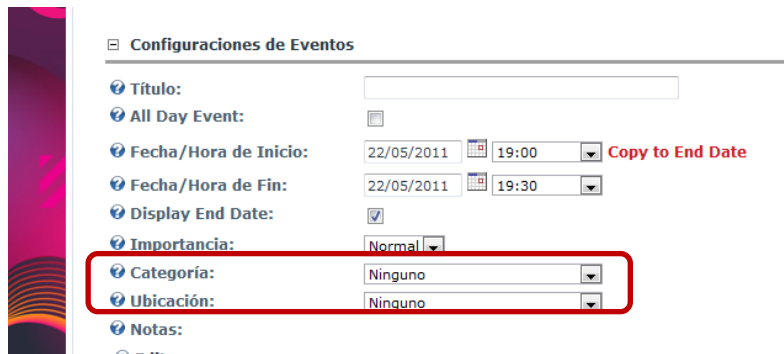 Configuraciones de Eventos
Título:
All Day Event:
Fecha/Hora de Inicio: 22/05/2011 19:00 Copy to End Date
Fecha/Hora de Fin: 22/05/2011 19:30
Display End Date:
Importancia: Normal
Categoría: Ninguno
Ubicación: Ninguno
Notas: